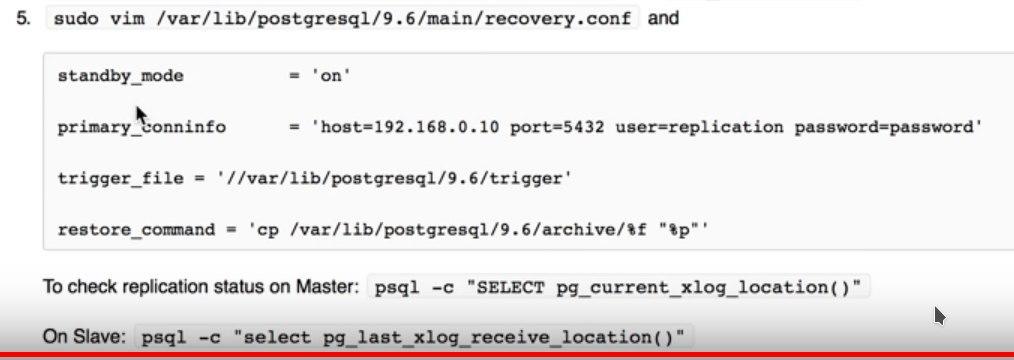 5. sudo vim /var/lib/postgresql/9.6/main/recovery.conf and
standby_mode = 'on'
primary_conninfo = 'host=192.168.0.10 port=5432 user=replication password=password'
trigger_file = '//var/lib/postgresql/9.6/trigger'
restore_command = 'cp /var/lib/postgresql/9.6/archive/%f "%p"'
To check replication status on Master: psql -c "SELECT pg_current_xlog_location()"
On Slave: psql -c "select pg_last_xlog_receive_location()"